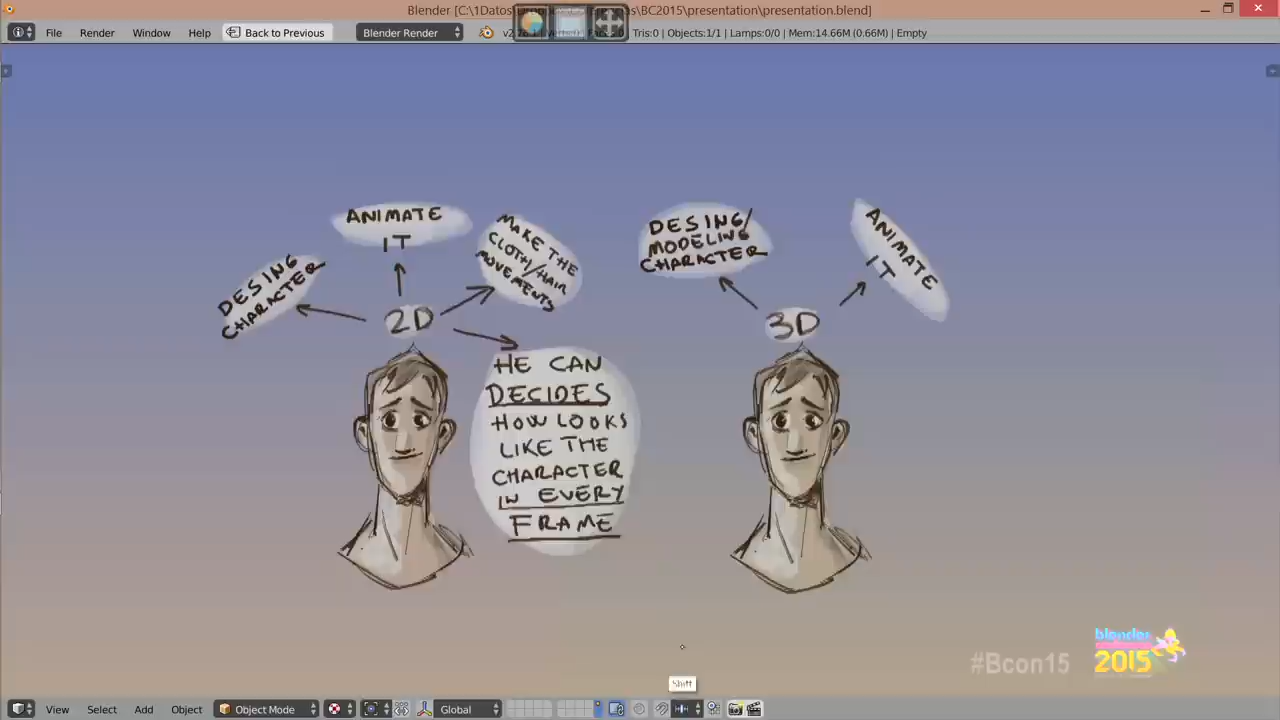 Blender [C:\1Datos\ \BC2015\presentation\presentation.blend]
File Render Window Help Back to Previous Blender Render Tris:0 | Objects:1/1 | Lamps:0/0 | Mem:14.66M (0.66M) | Empty
DESING
CHARACTER
ANIMATE
IT
MAKE THE
CLOTH/HAIR
MOVEMENTS
2D
HE CAN
DECIDES
HOW LOOKS
LIKE THE
CHARACTER
IN EVERY
FRAME
DESING/
MODELING
CHARACTER
ANIMATE
IT
3D
blender
#Bcon15 2015
Shift
View Select Add Object Object Mode Global